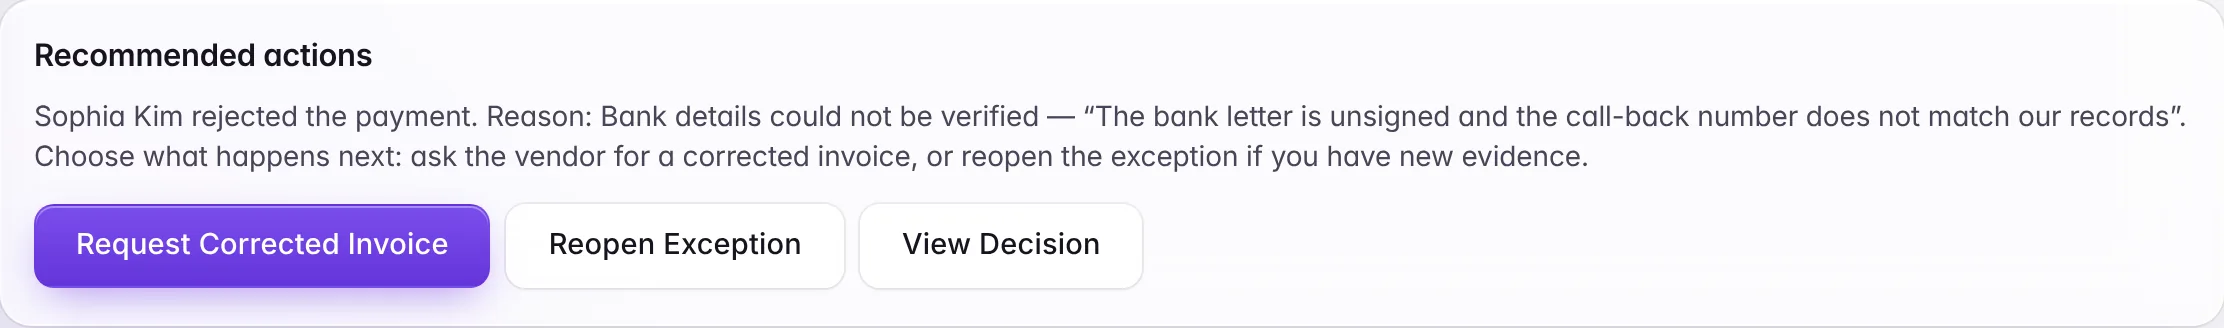 Recommended actions
Sophia Kim rejected the payment. Reason: Bank details could not be verified — “The bank letter is unsigned and the call-back number does not match our records”.
Choose what happens next: ask the vendor for a corrected invoice, or reopen the exception if you have new evidence.
Request Corrected Invoice
Reopen Exception
View Decision